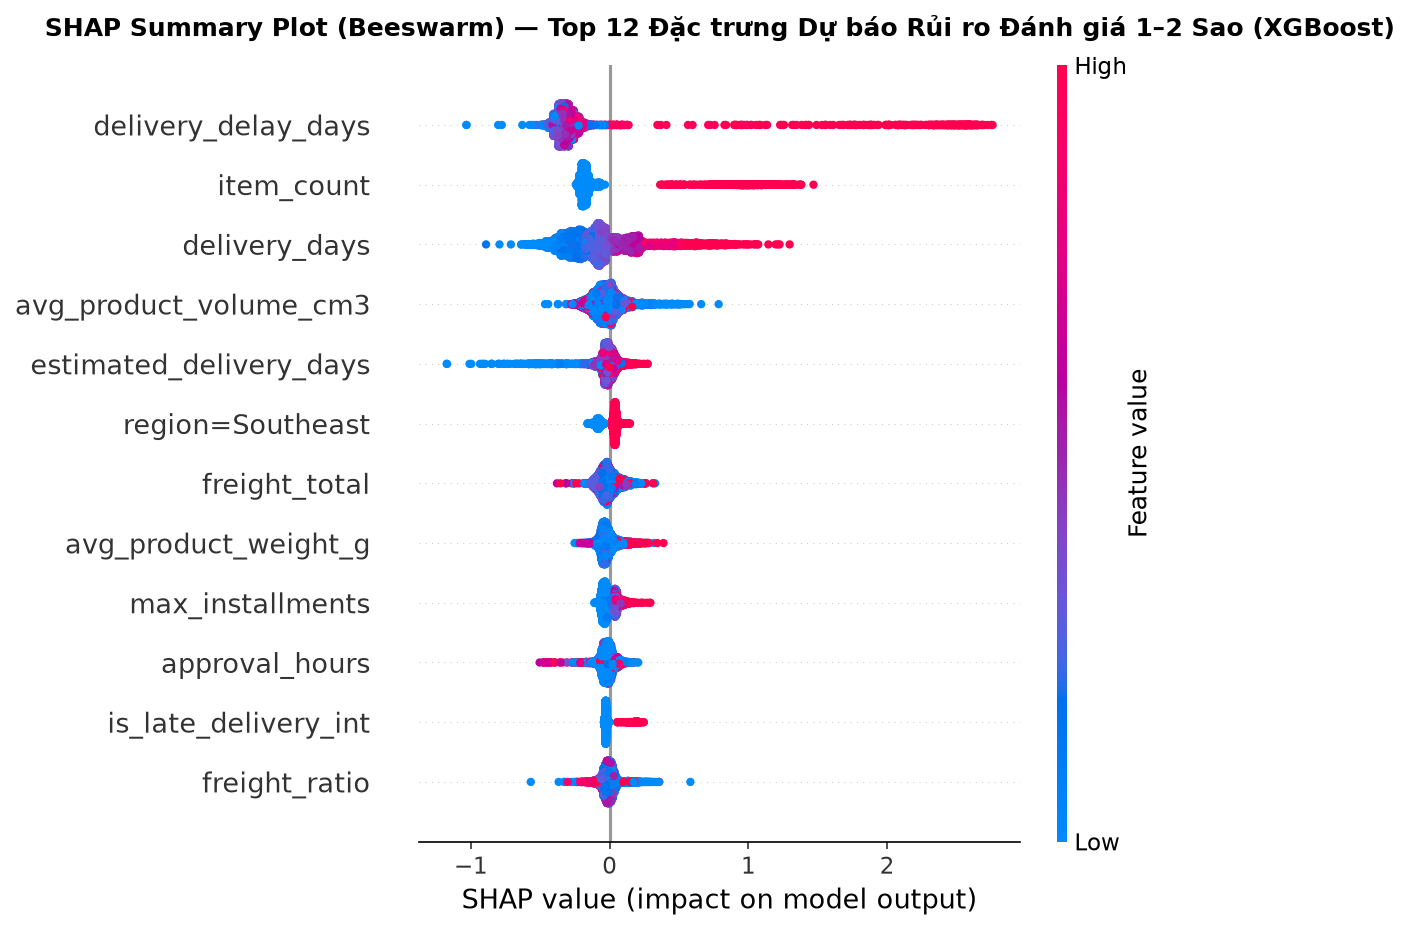 SHAP Summary Plot (Beeswarm) — Top 12 Đặc trưng Dự báo Rủi ro Đánh giá 1–2 Sao (XGBoost)
High
delivery_delay_days
item_count
delivery_days
avg_product_volume_cm3
estimated_delivery_days
region=Southeast
freight_total
avg_product_weight_g
max_installments
approval_hours
is_late_delivery_int
freight_ratio
Feature value
Low
−1 0 1 2
SHAP value (impact on model output)